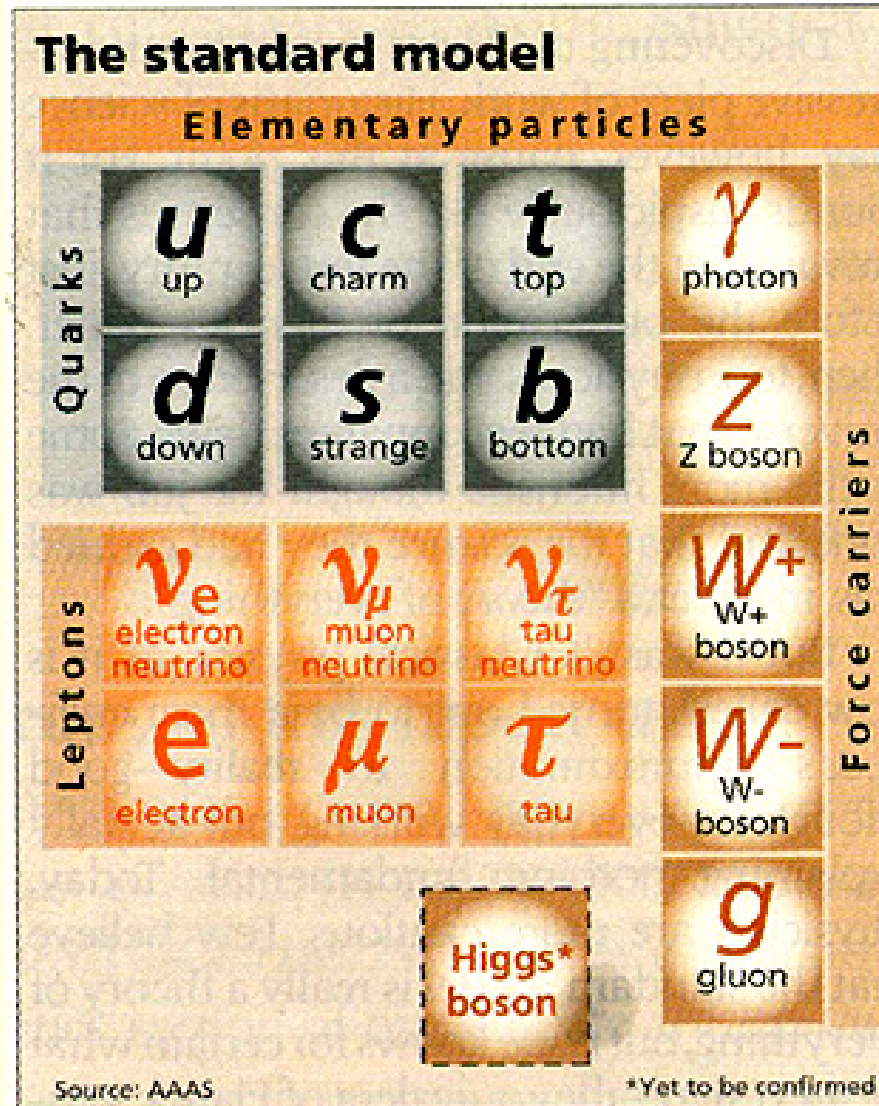 The standard model
Elementary particles
Quarks
u
up
c
charm
t
top
d
down
s
strange
b
bottom
Leptons
νe
electron
neutrino
νμ
muon
neutrino
ντ
tau
neutrino
e
electron
μ
muon
τ
tau
Force carriers
γ
photon
Z
Z boson
W+
W+
boson
W-
W-
boson
g
gluon
Higgs*
boson
Source: AAAS
*Yet to be confirmed